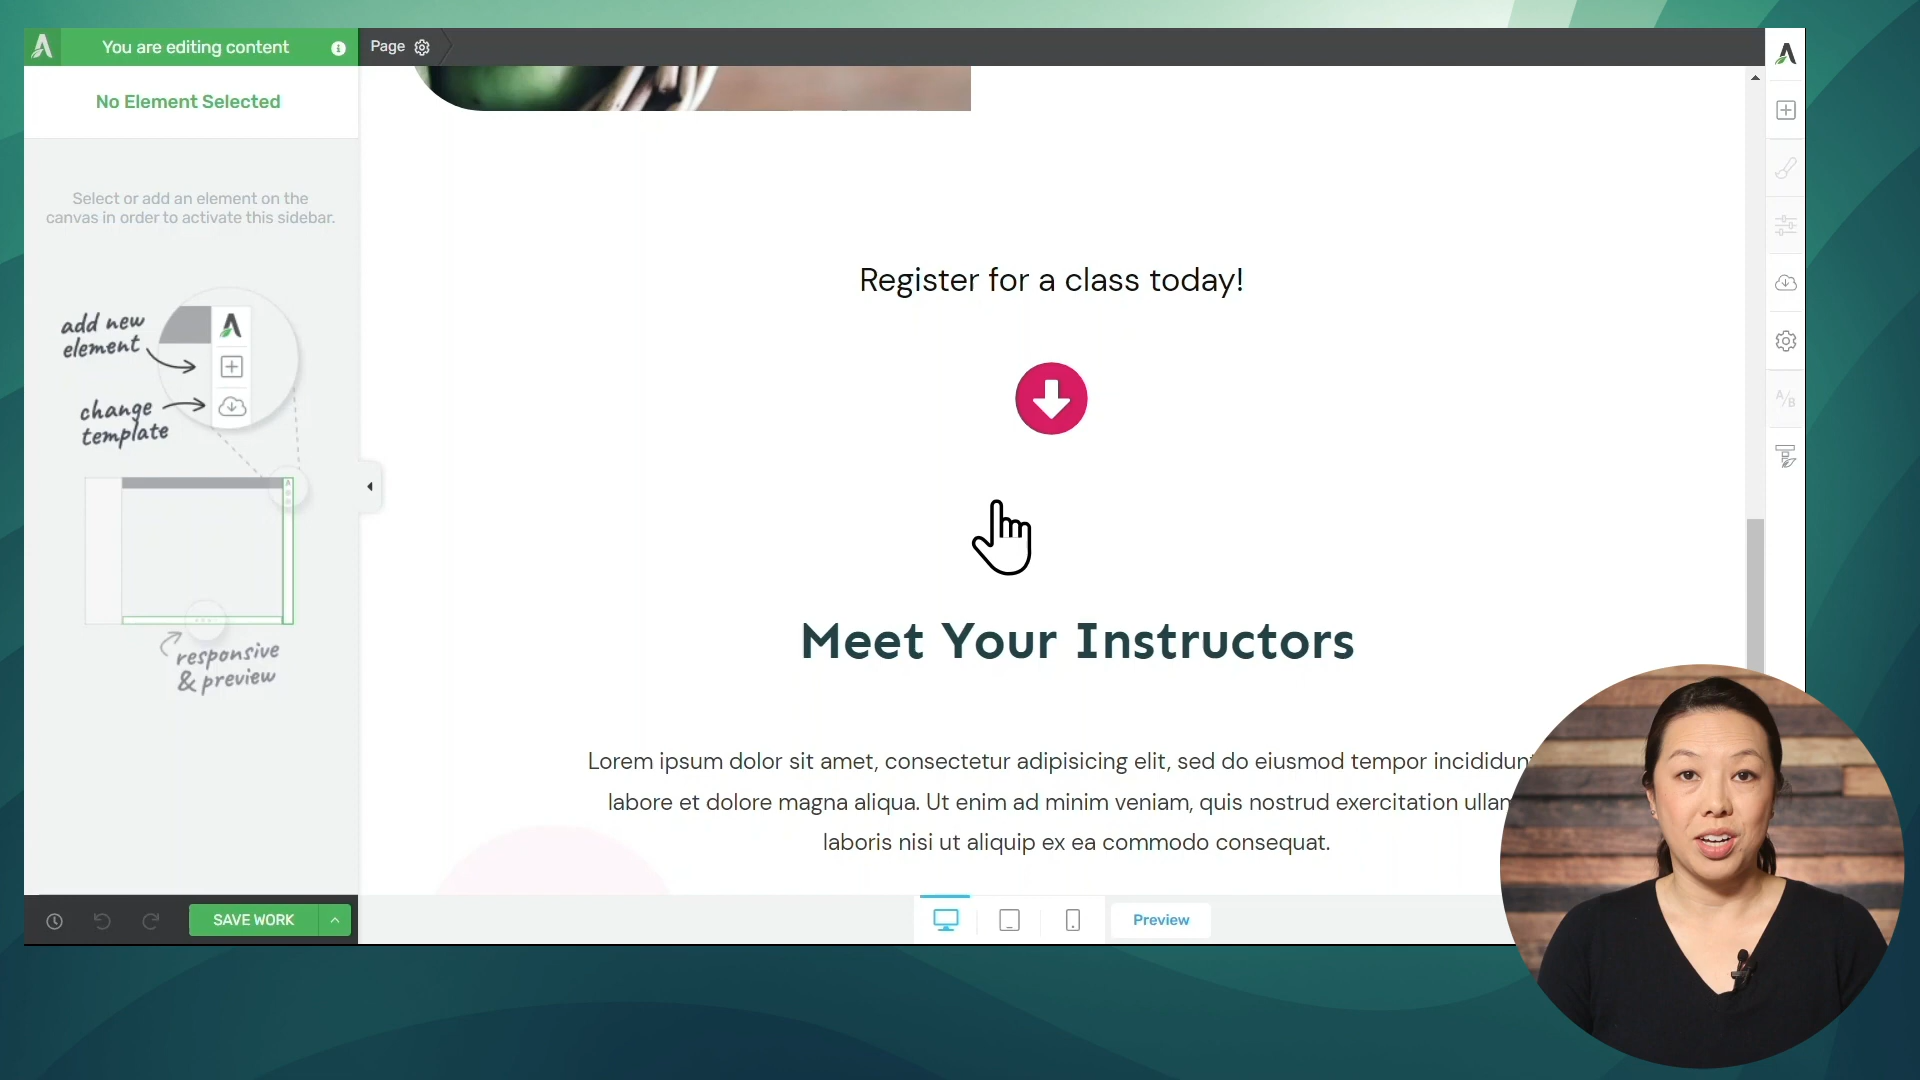 You are editing content
Page
No Element Selected
Select or add an element on the
canvas in order to activate this sidebar.
add new
element
change
template
responsive
& preview
Register for a class today!
A/B
Meet Your Instructors
Lorem ipsum dolor sit amet, consectetur adipisicing elit, sed do eiusmod tempor incididunt
labore et dolore magna aliqua. Ut enim ad minim veniam, quis nostrud exercitation
laboris nisi ut aliquip ex ea commodo consequat.
SAVE WORK
Preview